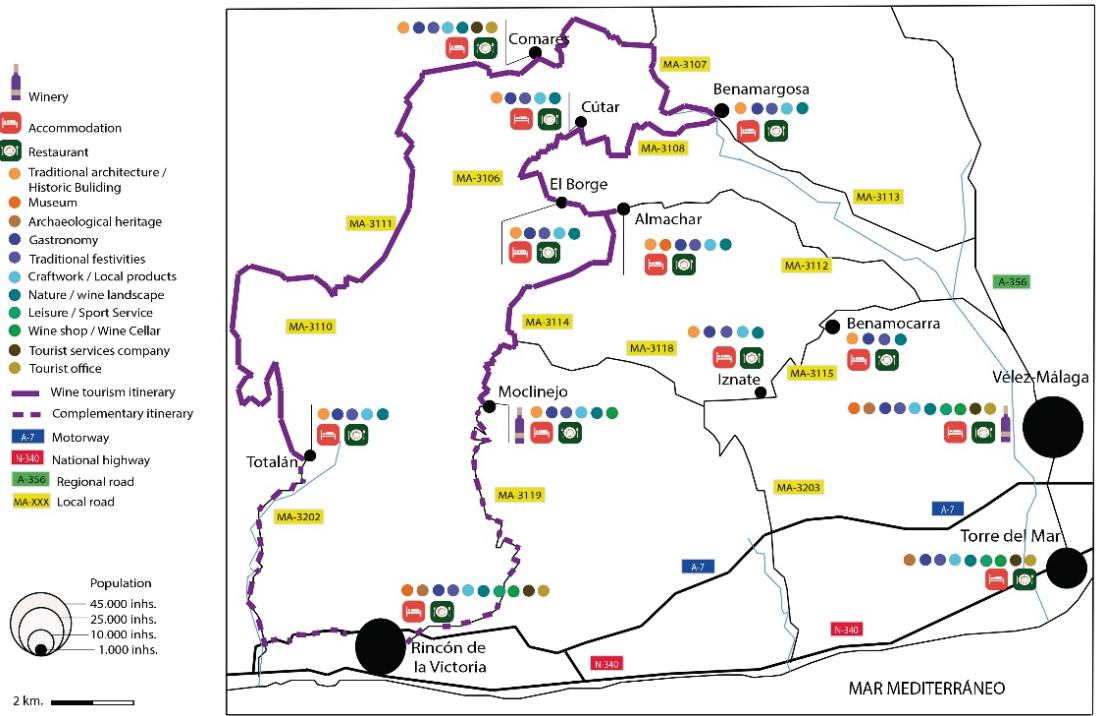 Winery
Accommodation
Restaurant
Traditional architecture /
Historic Buliding
Museum
Archaeological heritage
Gastronomy
Traditional festivities
Craftwork / Local products
Nature / wine landscape
Leisure / Sport Service
Wine shop / Wine Cellar
Tourist services company
Tourist office
Wine tourism itinerary
Complementary itinerary
A-7 Motorway
N-340 National highway
A-356 Regional road
MA-XXX Local road
Population
45.000 inhs.
25.000 inhs.
10.000 inhs.
1.000 inhs.
2 km.
Comares
MA-3107
Benamargosa
Cútar
MA-3108
MA-3106
El Borge
MA-3113
Almachar
MA-3111
MA-3112
A-356
MA-3110
MA-3114
Benamocarra
MA-3118
MA-3115
Iznate
Vélez-Málaga
Moclinejo
Totalán
MA-3119
MA-3203
MA-3202
A-7
Torre del Mar
A-7
N-340
Rincón de
la Victoria
N-340
MAR MEDITERRÁNEO